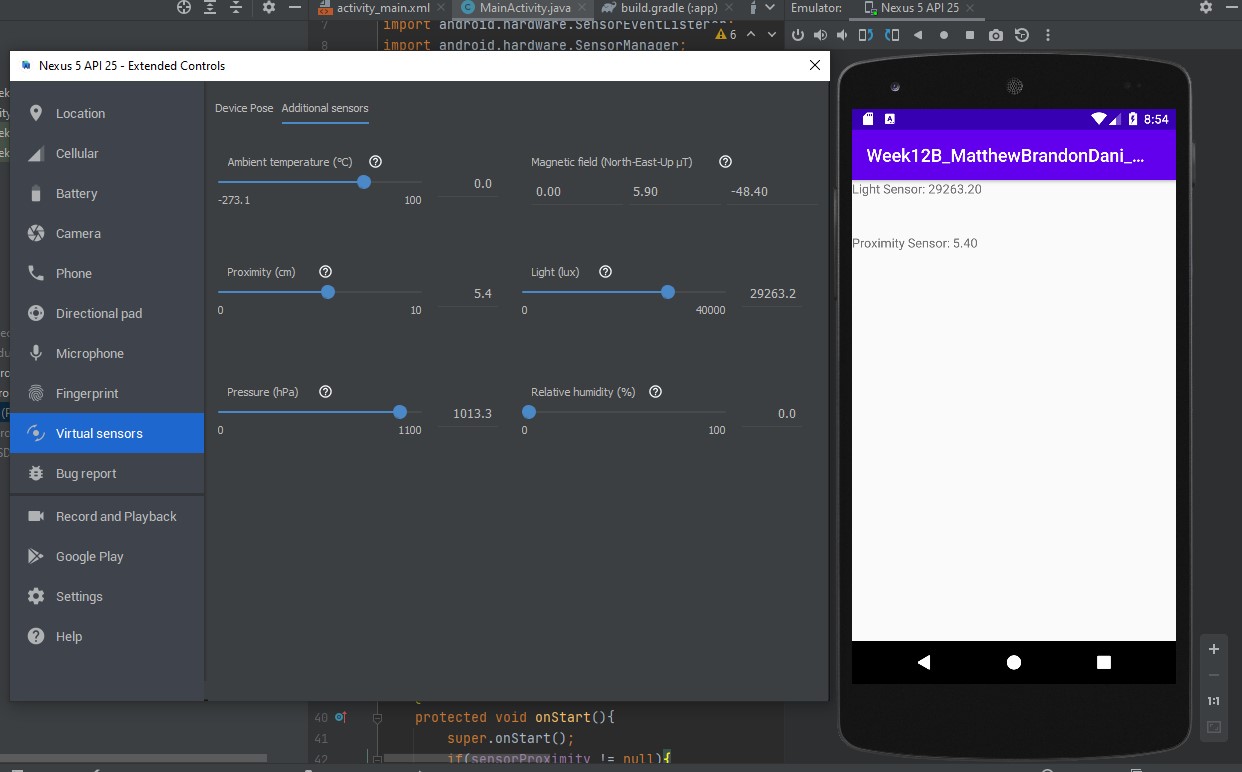 activity_main.xml
MainActivity.java
build.gradle (:app)
Emulator:
Nexus 5 API 25
7 import android.hardware.SensorEventListener;
8 import android.hardware.SensorManager;
6
Nexus 5 API 25 - Extended Controls
Location
Cellular
Battery
Camera
Phone
Directional pad
Microphone
Fingerprint
Virtual sensors
Bug report
Record and Playback
Google Play
Settings
Help
Device Pose
Additional sensors
Ambient temperature (°C)
-273.1
100
0.0
Magnetic field (North-East-Up µT)
0.00
5.90
-48.40
Proximity (cm)
0
10
5.4
Light (lux)
0
40000
29263.2
Pressure (hPa)
0
1100
1013.3
Relative humidity (%)
0
100
0.0
8:54
Week12B_MatthewBrandonDani_...
Light Sensor: 29263.20
Proximity Sensor: 5.40
1:1
40 protected void onStart(){
41 super.onStart();
42 if(sensorProximity != null){